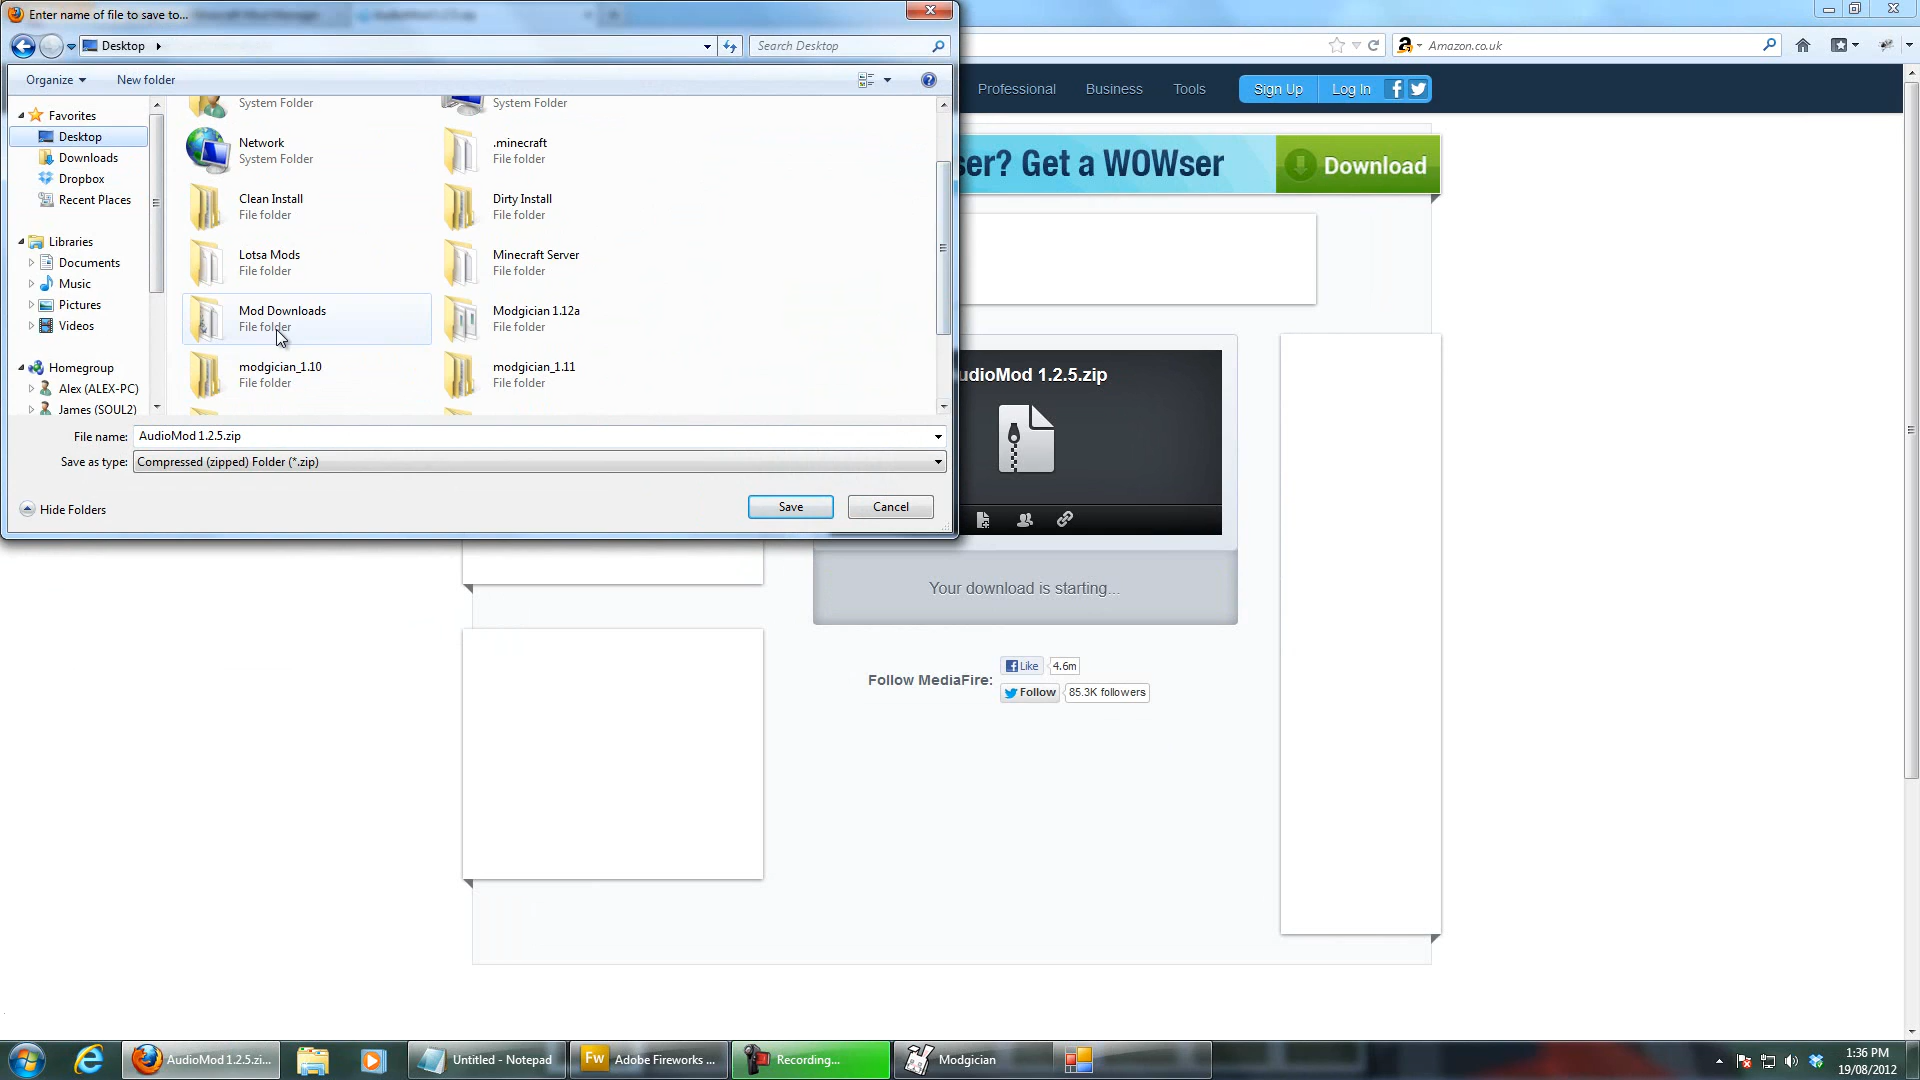 Enter name of file to save to...
Desktop
Search Desktop
Organize
New folder
Favorites
Desktop
Downloads
Dropbox
Recent Places
Libraries
Documents
Music
Pictures
Videos
Homegroup
Alex (ALEX-PC)
James (SOUL2)
System Folder
System Folder
Network
System Folder
.minecraft
File folder
Clean Install
File folder
Dirty Install
File folder
Lotsa Mods
File folder
Minecraft Server
File folder
Mod Downloads
File folder
Modgician 1.12a
File folder
modgician_1.10
File folder
modgician_1.11
File folder
File name: AudioMod 1.2.5.zip
Save as type: Compressed (zipped) Folder (*.zip)
Hide Folders
Save
Cancel
Amazon.co.uk
Professional
Business
Tools
Sign Up
Log In
ser? Get a WOWser
Download
udioMod 1.2.5.zip
Your download is starting...
Follow MediaFire:
Like
4.6m
Follow
85.3K followers
AudioMod 1.2.5.zi...
Untitled - Notepad
Fw
Adobe Fireworks ...
Recording...
Modgician
1:36 PM
19/08/2012